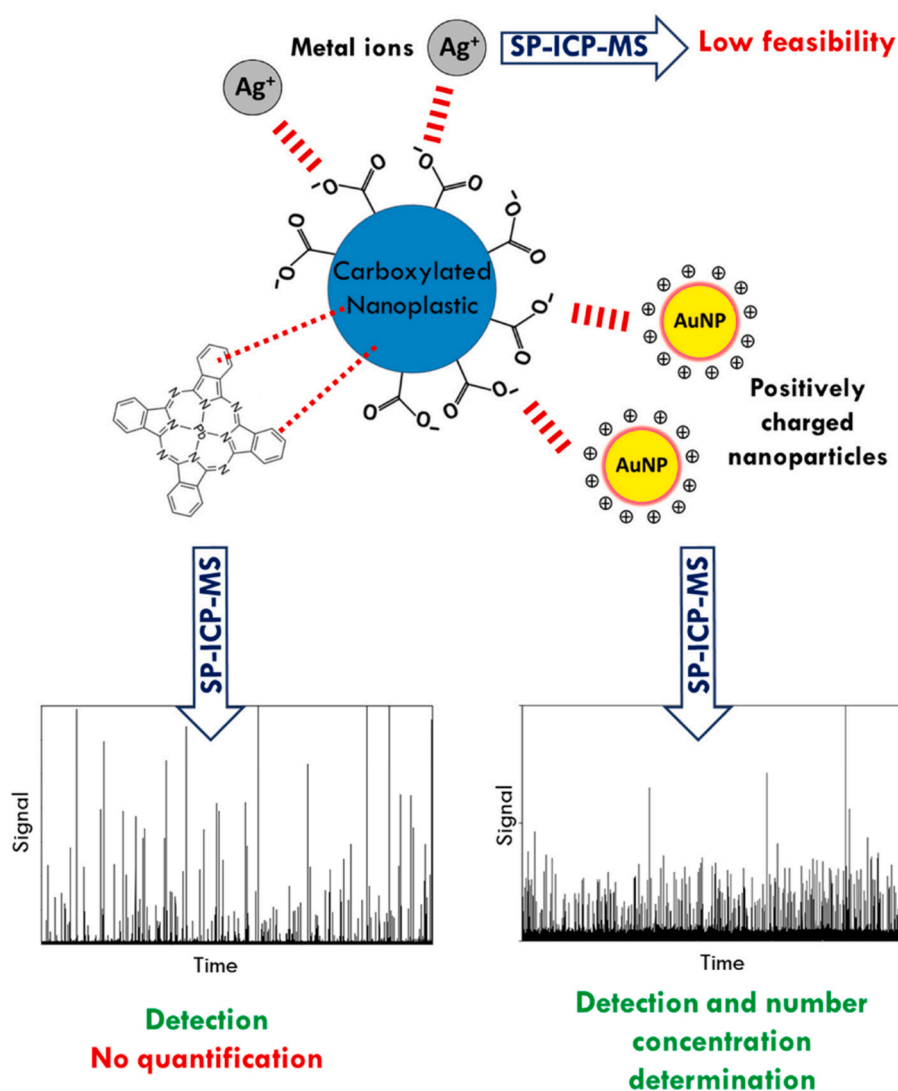 Metal ions
Ag+
SP-ICP-MS
Low feasibility
Ag+
O
-O
-O
O
O
O-
O-
O
Carboxylated
Nanoplastic
O-
O
O-
O
O
O-
O
O-
AuNP
Positively
charged
nanoparticles
AuNP
N
N
N
N
N
N
N
N
SP-ICP-MS
SP-ICP-MS
Signal
Time
Signal
Time
Detection
No quantification
Detection and number
concentration
determination